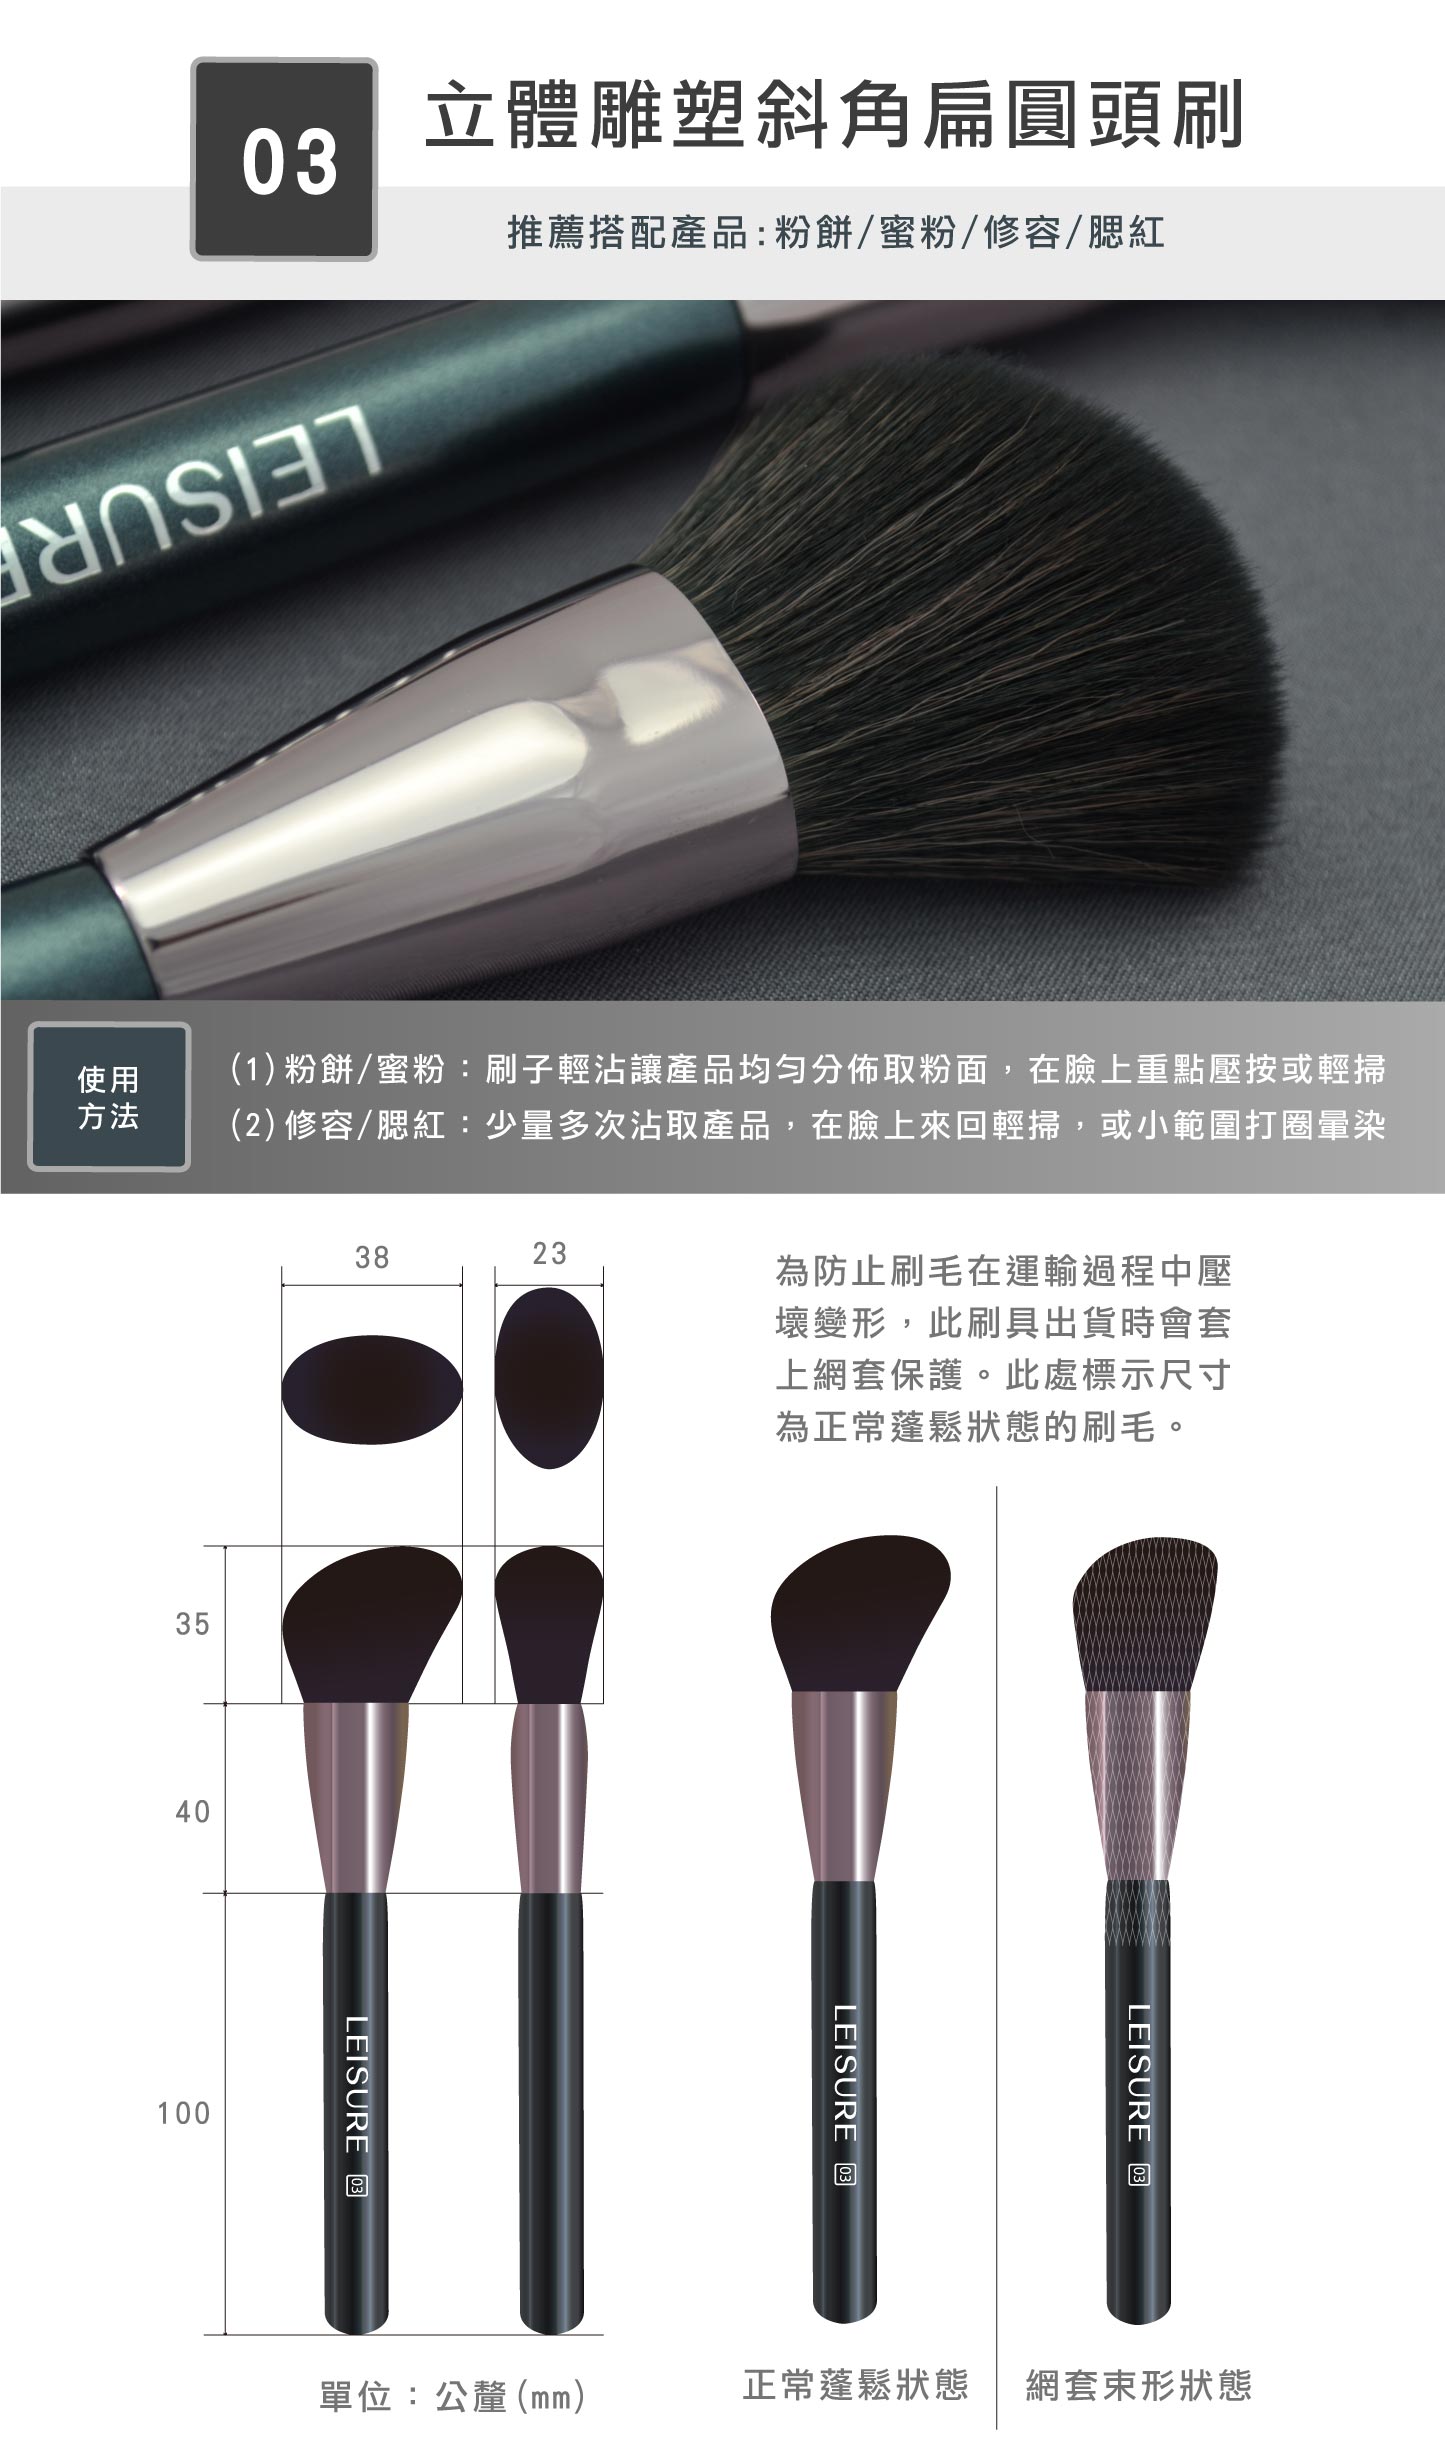 03
立體雕塑斜角扁圓頭刷
推薦搭配產品:粉餅/蜜粉/修容/腮紅
LEISURE
使用
方法
(1)粉餅/蜜粉：刷子輕沾讓產品均勻分佈取粉面，在臉上重點壓按或輕掃
(2)修容/腮紅：少量多次沾取產品，在臉上來回輕掃，或小範圍打圈暈染
38
23
為防止刷毛在運輸過程中壓
壞變形，此刷具出貨時會套
上網套保護。此處標示尺寸
為正常蓬鬆狀態的刷毛。
35
40
100
LEISURE 03
LEISURE 03
LEISURE 03
單位：公釐(mm)
正常蓬鬆狀態
網套束形狀態